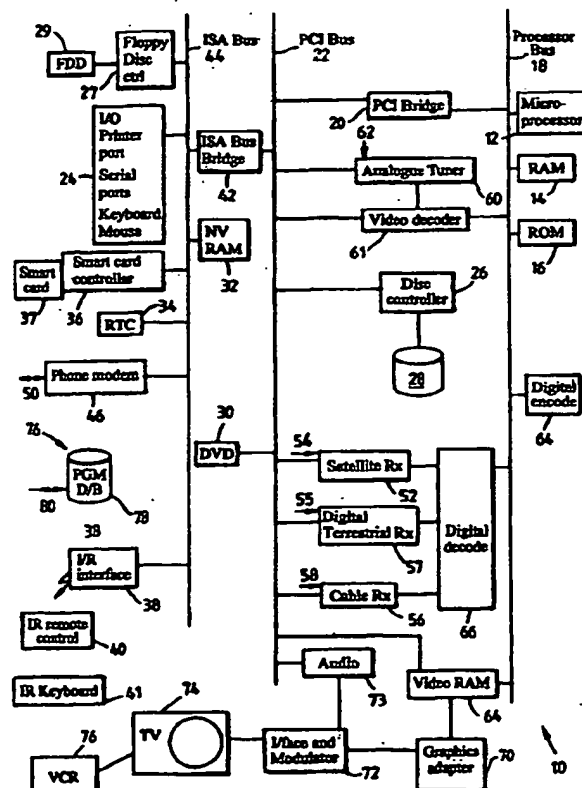 29
FDD
Floppy
Disc
ctrl
27
ISA Bus
44
PCI Bus
22
Processor
Bus
18
I/O
Printer
port
Serial
ports
Keyboard
Mouse
24
ISA Bus
Bridge
42
20
PCI Bridge
Micro-
processor
12
62
Analogue Tuner
60
RAM
14
Video decoder
61
ROM
16
NV
RAM
32
Smart
card
37
Smart card
controller
36
34
RTC
Disc
controller
26
28
50
Phone modem
46
Digital
encode
64
76
PGM
D/B
80
78
30
DVD
54
Satellite Rx
52
55
Digital
Terrestrial Rx
57
58
Cable Rx
56
Digital
decode
66
38
I/R
interface
38
IR remote
control
40
IR Keyboard
41
Audio
73
Video RAM
64
74
TV
76
VCR
I/face and
Modulator
72
Graphics
adapter
70
10